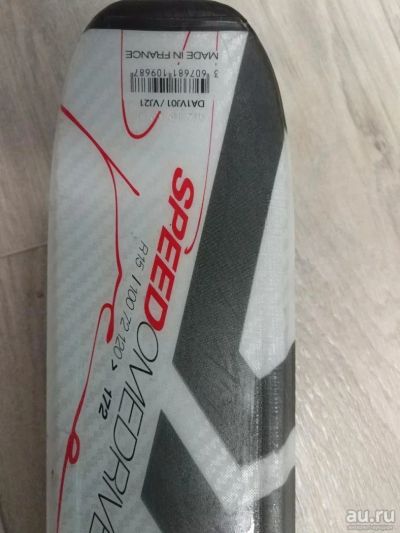 MADE IN FRANCE
3 607681 109687
DA1VJ01 / VJ21
SPEEDOMEDRIVE
R15 / 100 72 120 > 172
au.ru